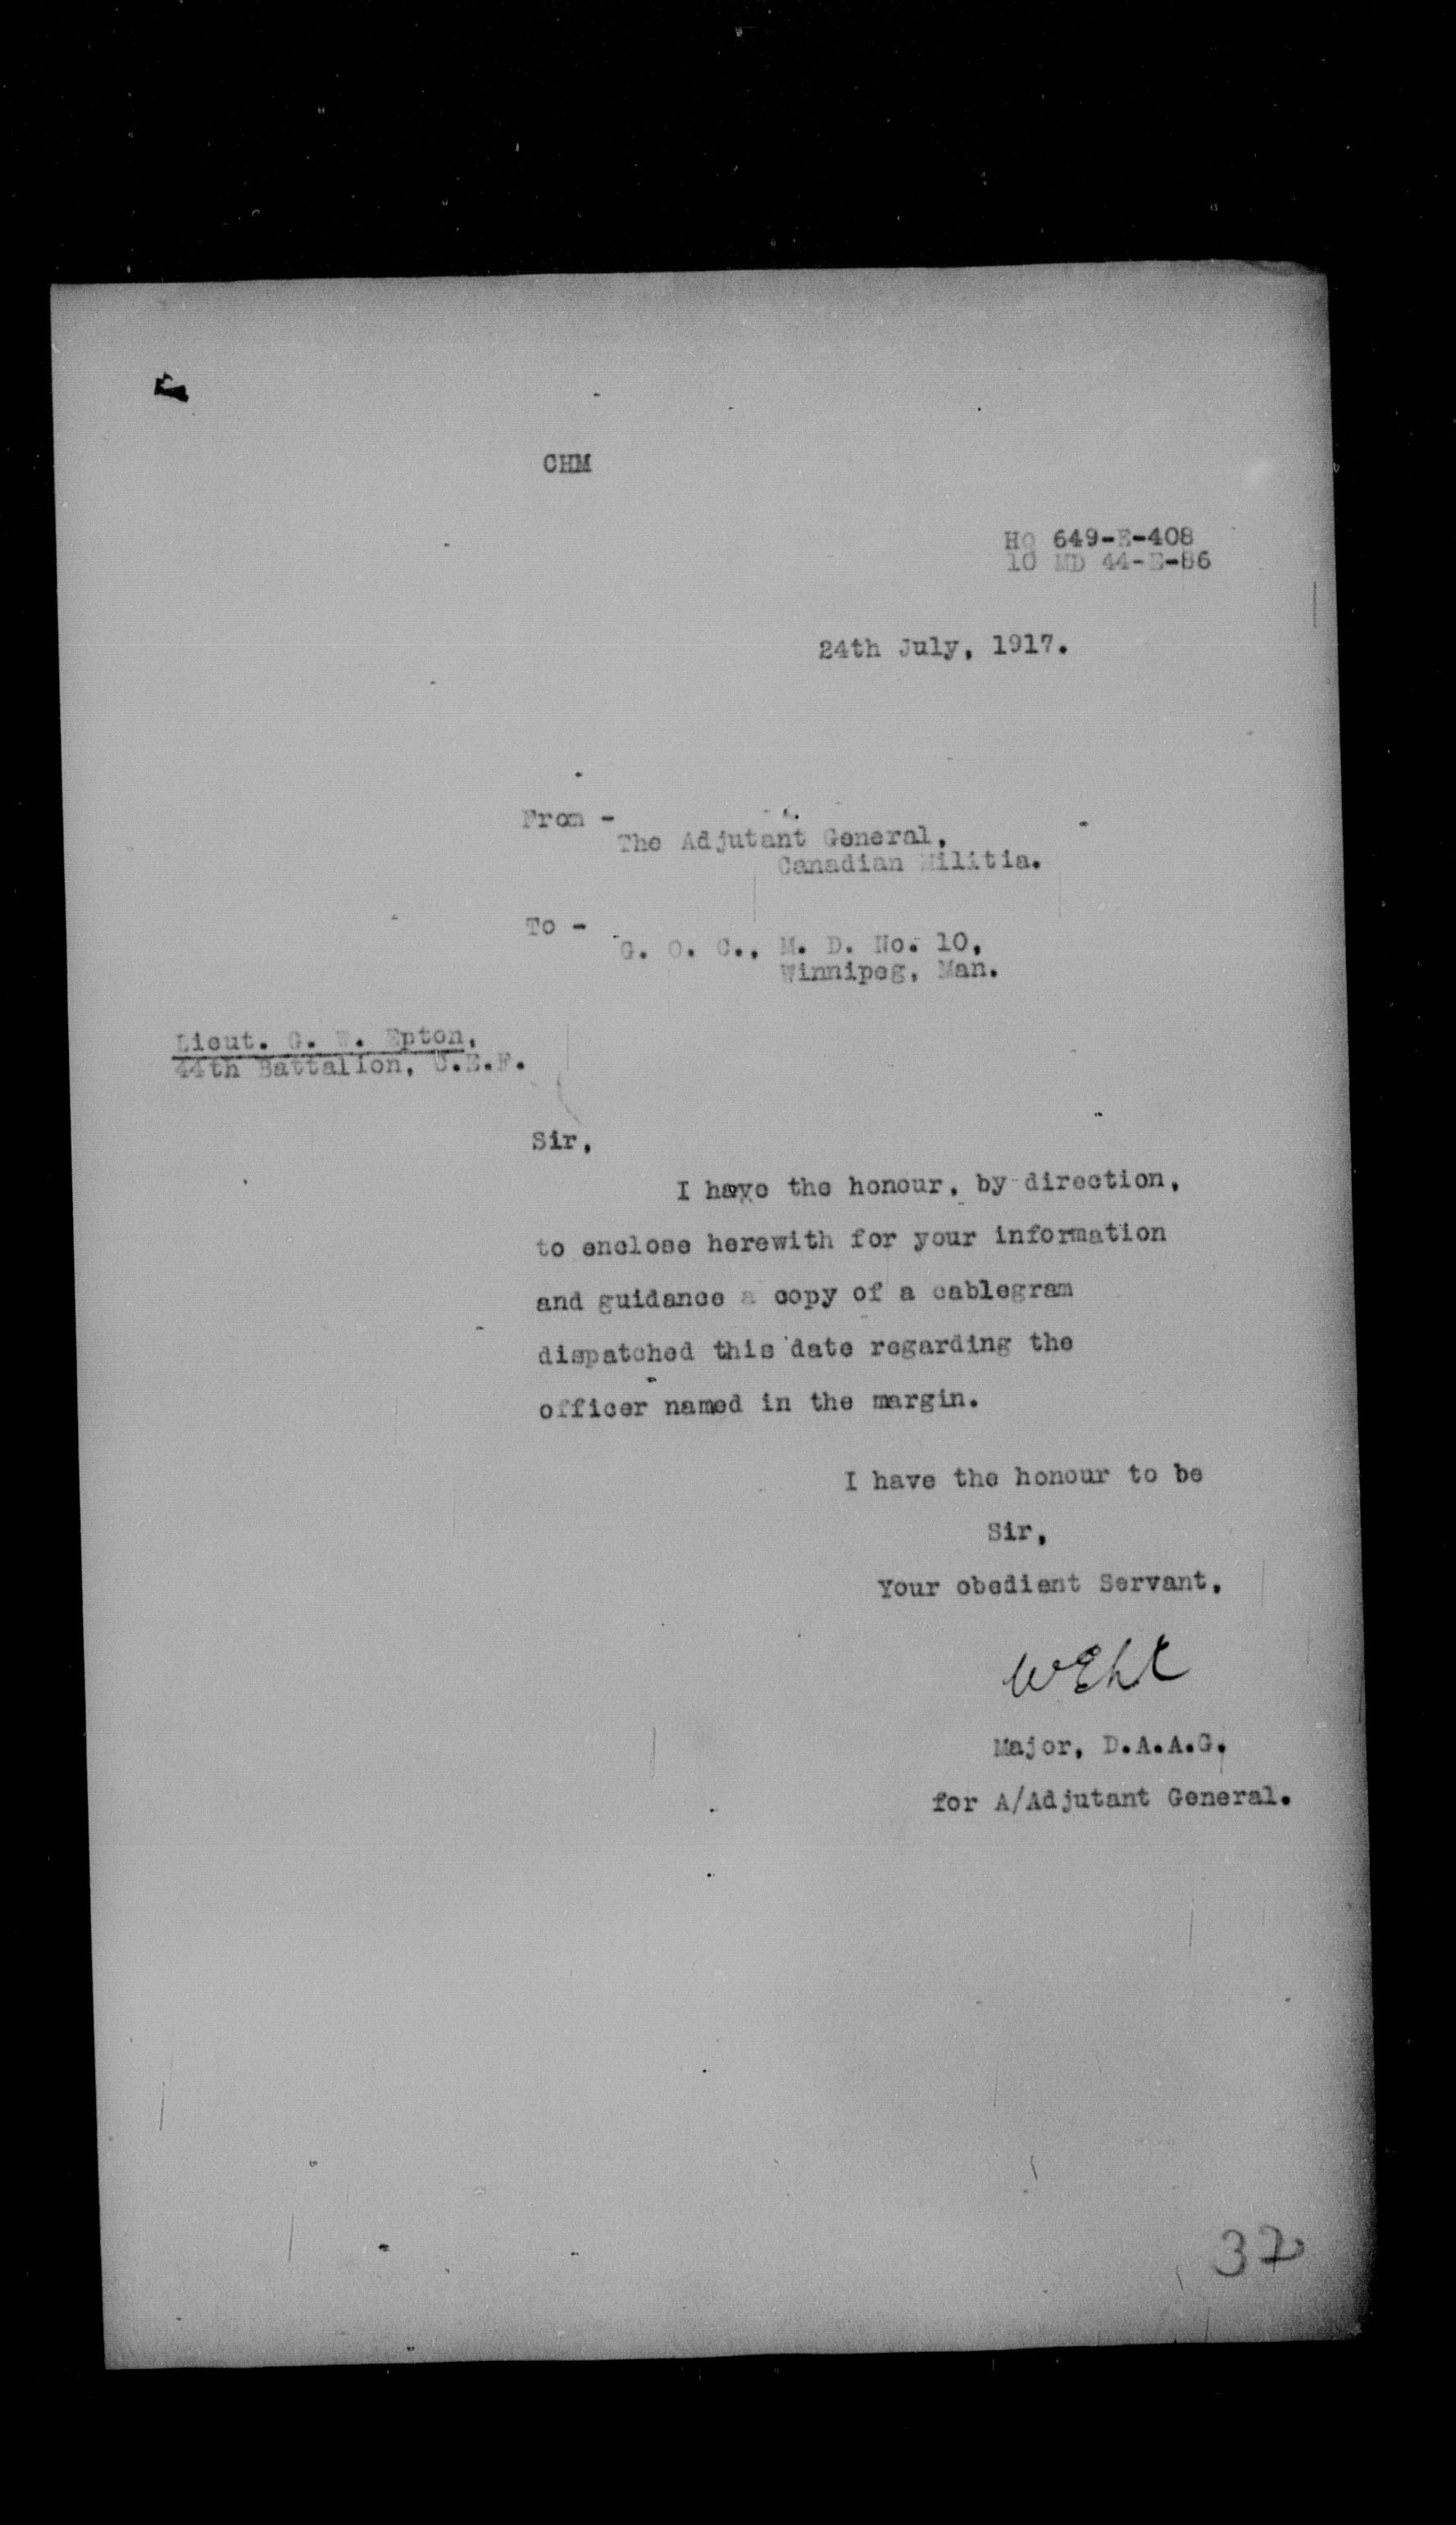 CHM
HQ 649-E-408
10 MD 44-E-86
24th July, 1917.
From -
The Adjutant General,
Canadian Militia.
To -
G. O. C., M. D. No. 10,
Winnipeg, Man.
Lieut. G. W. Epton,
44th Battalion, C.E.F.
Sir,
I have the honour, by direction,
to enclose herewith for your information
and guidance a copy of a cablegram
dispatched this date regarding the
officer named in the margin.
I have the honour to be
Sir,
Your obedient Servant,
Major, D.A.A.G.
for A/Adjutant General.
37